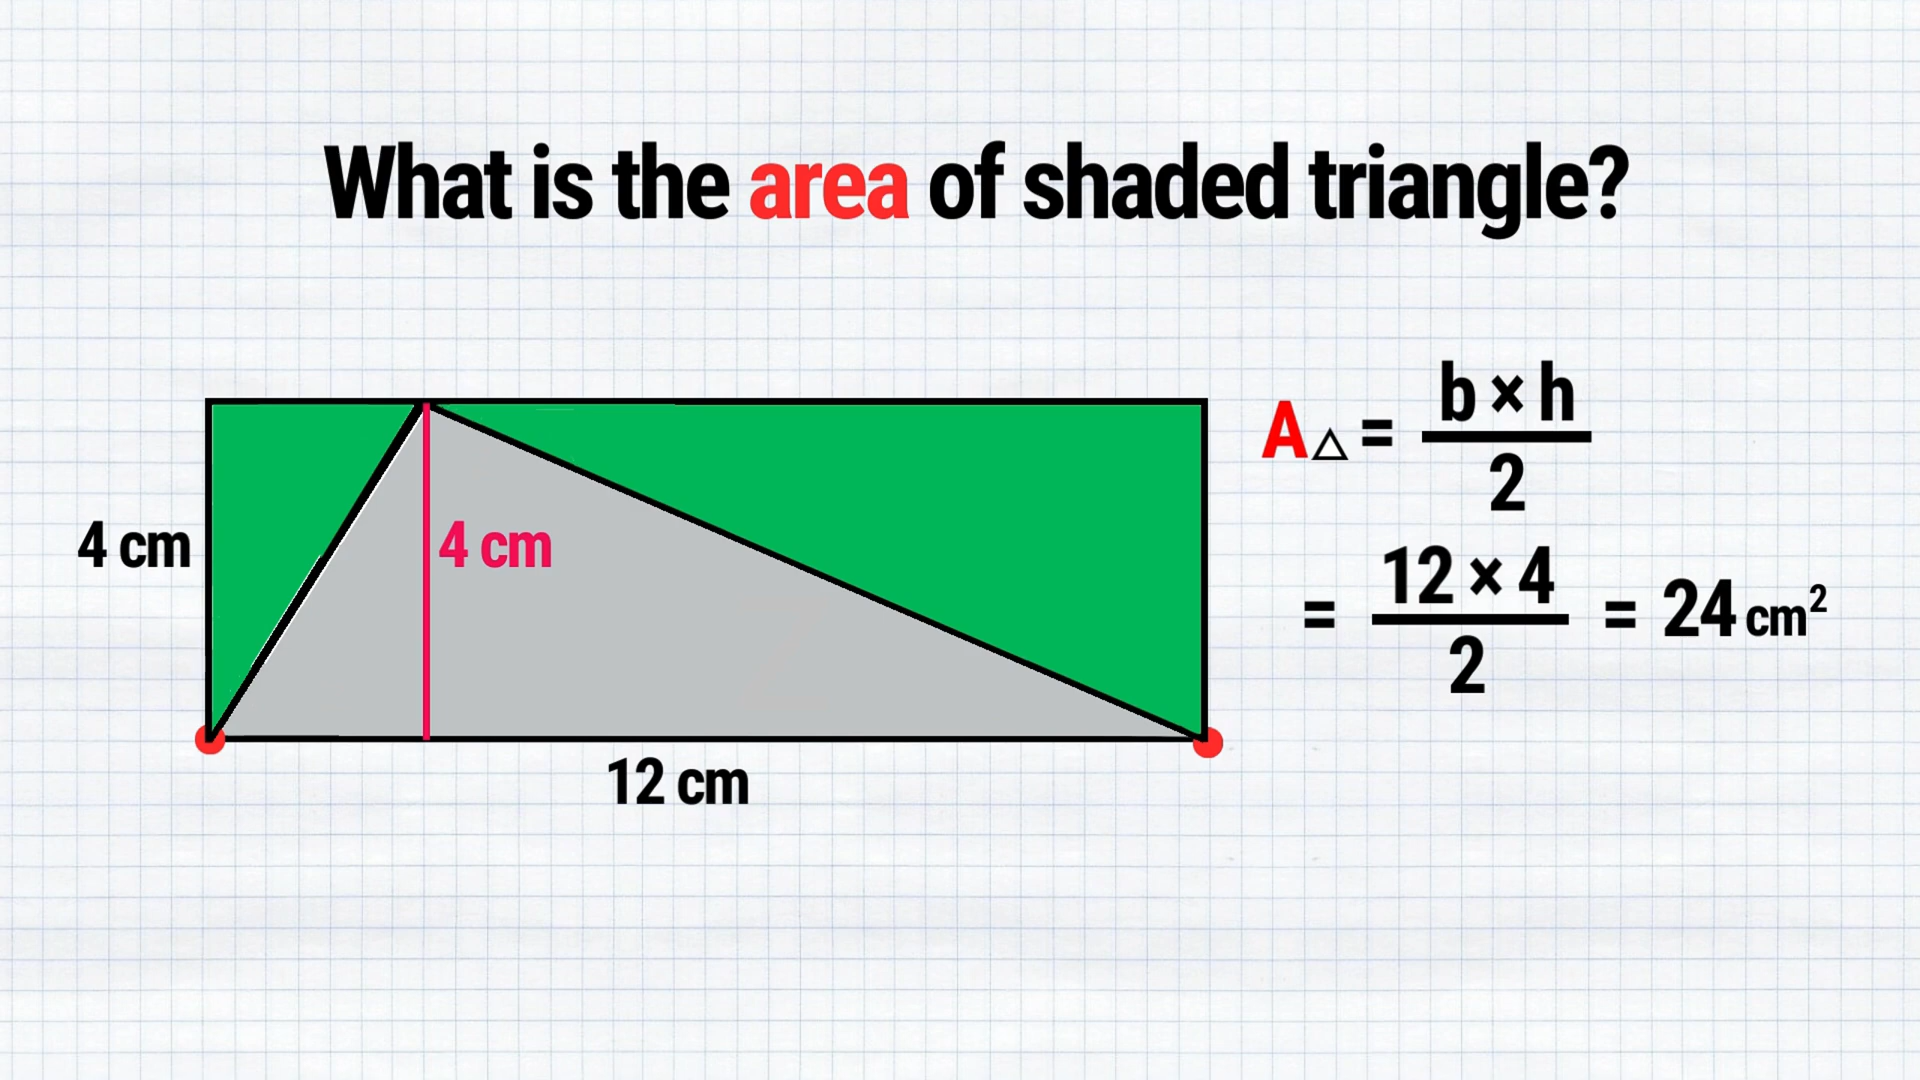 What is the area of shaded triangle?
4 cm
4 cm
12 cm
A△ = b × h / 2
= 12 × 4 / 2 = 24 cm²